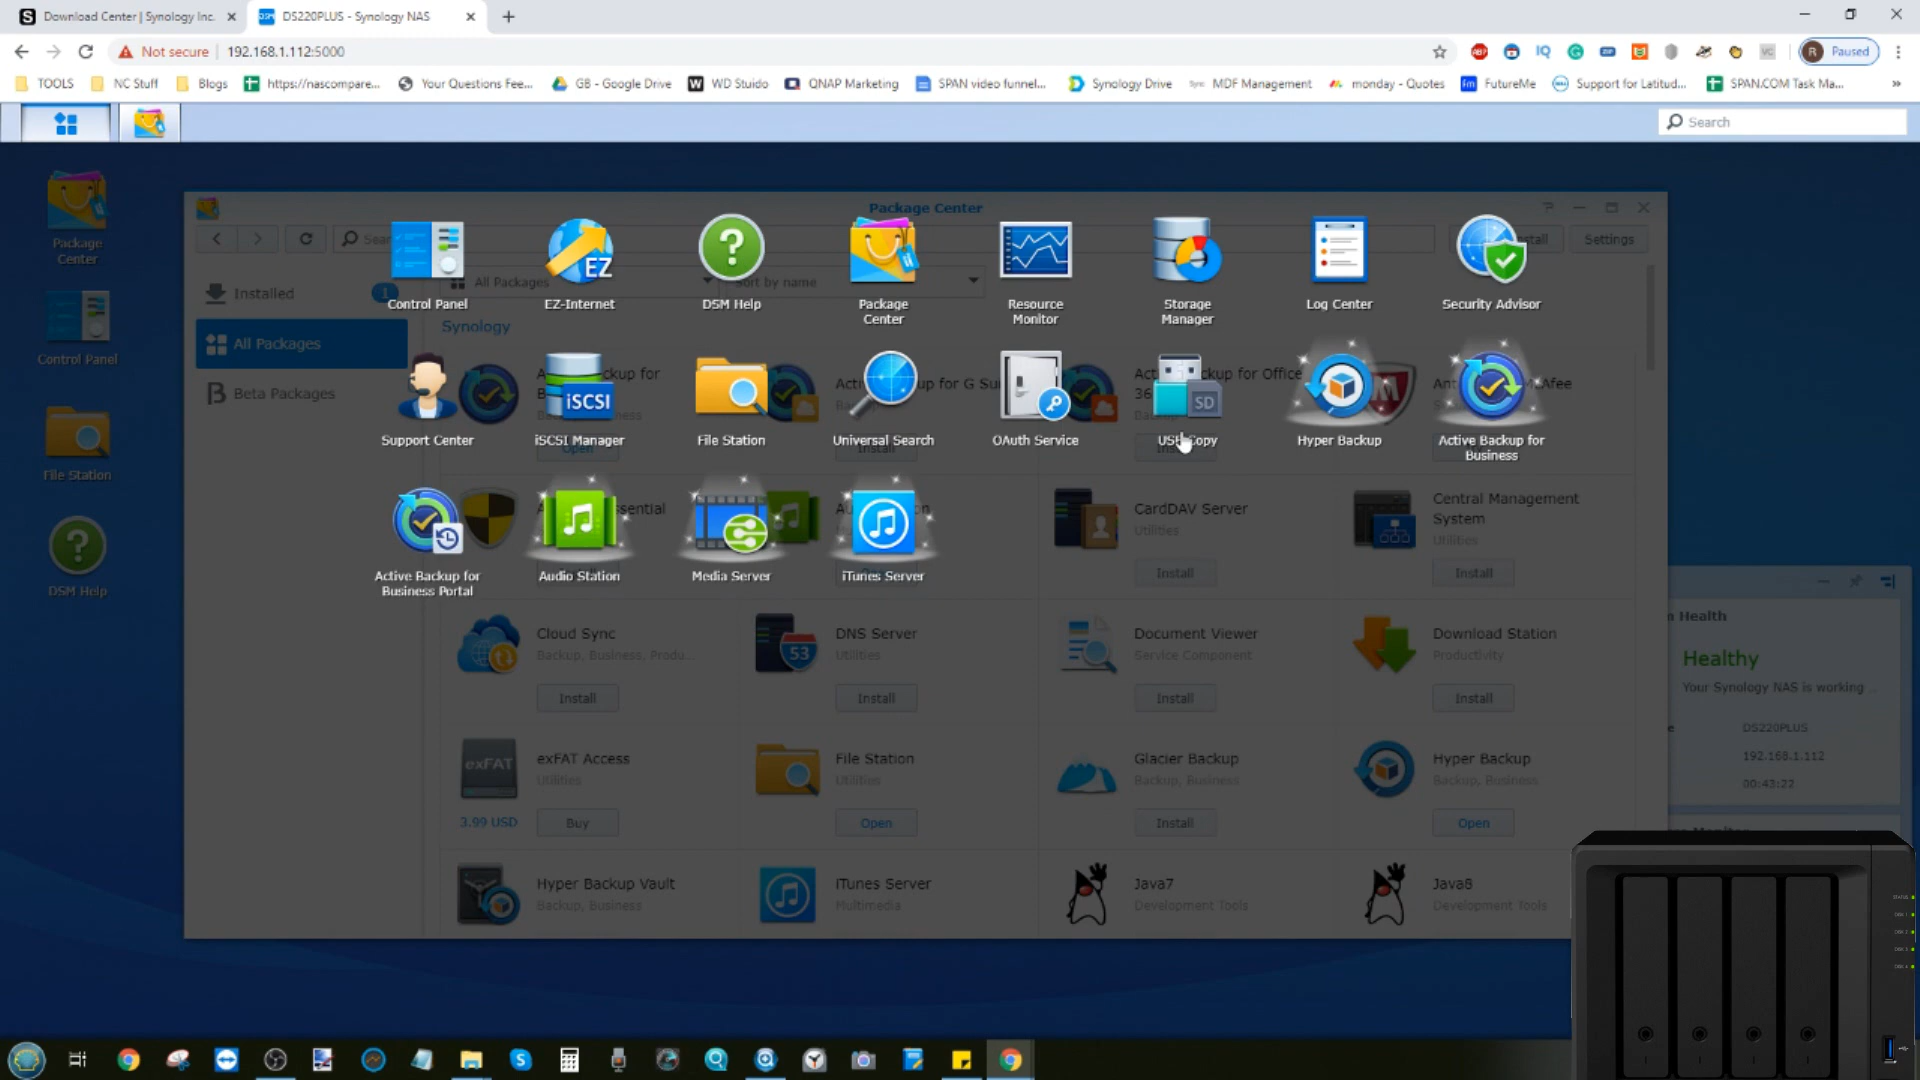 Download Center | Synology Inc.
DS220PLUS - Synology NAS
Not secure
192.168.1.112:5000
R Paused
TOOLS
NC Stuff
Blogs
https://nascompare...
Your Questions Fee...
GB - Google Drive
WD Stuido
QNAP Marketing
SPAN video funnel...
Synology Drive
MDF Management
monday - Quotes
FutureMe
Support for Latitud...
SPAN.COM Task Ma...
Search
Package Center
Control Panel
File Station
DSM Help
Package Center
Settings
Installed
1
All Packages
Beta Packages
All Packages
Sort by name
Synology
Control Panel
EZ-Internet
DSM Help
Package Center
Resource Monitor
Storage Manager
Log Center
Security Advisor
Support Center
iSCSI Manager
File Station
Universal Search
OAuth Service
Hyper Backup
Active Backup for Business
Active Backup for Business Portal
Audio Station
Media Server
iTunes Server
CardDAV Server
Utilities
Install
Central Management System
Utilities
Install
Cloud Sync
Backup, Business, Produ...
Install
DNS Server
Utilities
Install
Document Viewer
Service Component
Install
Download Station
Productivity
Install
exFAT Access
Utilities
3.99 USD
Buy
File Station
Utilities
Open
Glacier Backup
Backup, Business
Install
Hyper Backup
Backup, Business
Open
Hyper Backup Vault
Backup, Business
iTunes Server
Multimedia
Java7
Development Tools
Java8
Development Tools
Health
Healthy
Your Synology NAS is working ...
DS220PLUS
192.168.1.112
00:43:22